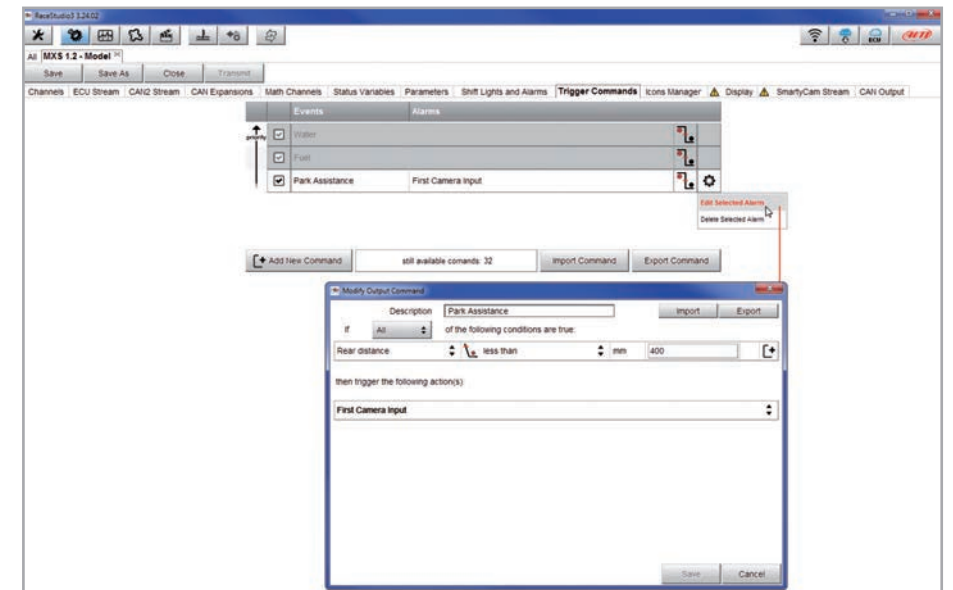 RaceStudio3 3.24.02
ECU AiM
All MXS 1.2 - Model
Save Save As Close Transmit
Channels ECU Stream CAN2 Stream CAN Expansions Math Channels Status Variables Parameters Shift Lights and Alarms Trigger Commands Icons Manager Display SmartyCam Stream CAN Output
Events Alarms
priority Water
Fuel
Park Assistance First Camera Input
Edit Selected Alarm
Delete Selected Alarm
Add New Command still available comands: 32 Import Command Export Command
Modify Output Command
Description Park Assistance Import Export
If All of the following conditions are true:
Rear distance less than mm 400
then trigger the following action(s)
First Camera Input
Save Cancel